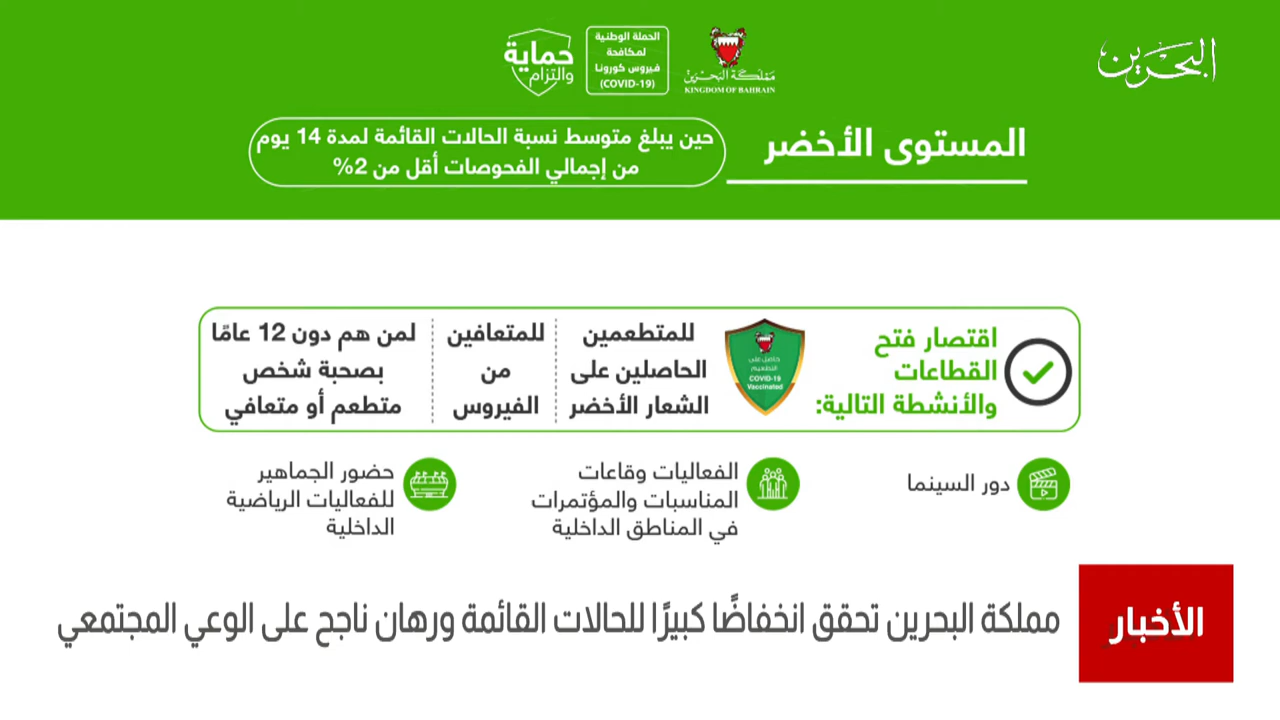 البحرين
مملكة البحرين
KINGDOM OF BAHRAIN
الحملة الوطنية
لمكافحة
فيروس كورونا
(COVID-19)
حماية
والتزام
المستوى الأخضر
حين يبلغ متوسط نسبة الحالات القائمة لمدة 14 يوم
من إجمالي الفحوصات أقل من 2%
اقتصار فتح
القطاعات
والأنشطة التالية:
حاصل على
التطعيم
COVID-19
Vaccinated
للمتطعمين
الحاصلين على
الشعار الأخضر
للمتعافين
من
الفيروس
لمن هم دون 12 عامًا
بصحبة شخص
متطعم أو متعافي
دور السينما
الفعاليات وقاعات
المناسبات والمؤتمرات
في المناطق الداخلية
حضور الجماهير
للفعاليات الرياضية
الداخلية
الأخبار
مملكة البحرين تحقق انخفاضًا كبيرًا للحالات القائمة ورهان ناجح على الوعي المجتمعي